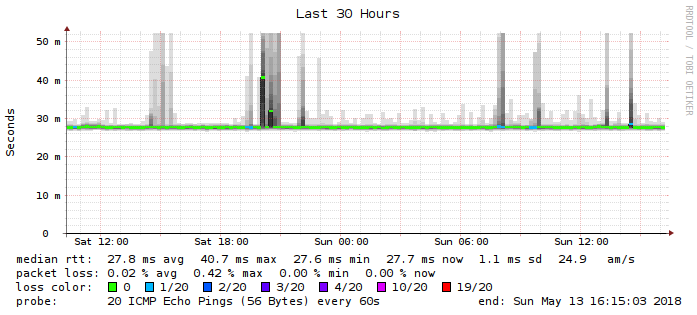 Last 30 Hours
RRDTOOL / TOBI OETIKER
Seconds
50 m
40 m
30 m
20 m
10 m
0
Sat 12:00 Sat 18:00 Sun 00:00 Sun 06:00 Sun 12:00
median rtt: 27.8 ms avg 40.7 ms max 27.6 ms min 27.7 ms now 1.1 ms sd 24.9 am/s
packet loss: 0.02 % avg 0.42 % max 0.00 % min 0.00 % now
loss color: 0 1/20 2/20 3/20 4/20 10/20 19/20
probe: 20 ICMP Echo Pings (56 Bytes) every 60s end: Sun May 13 16:15:03 2018